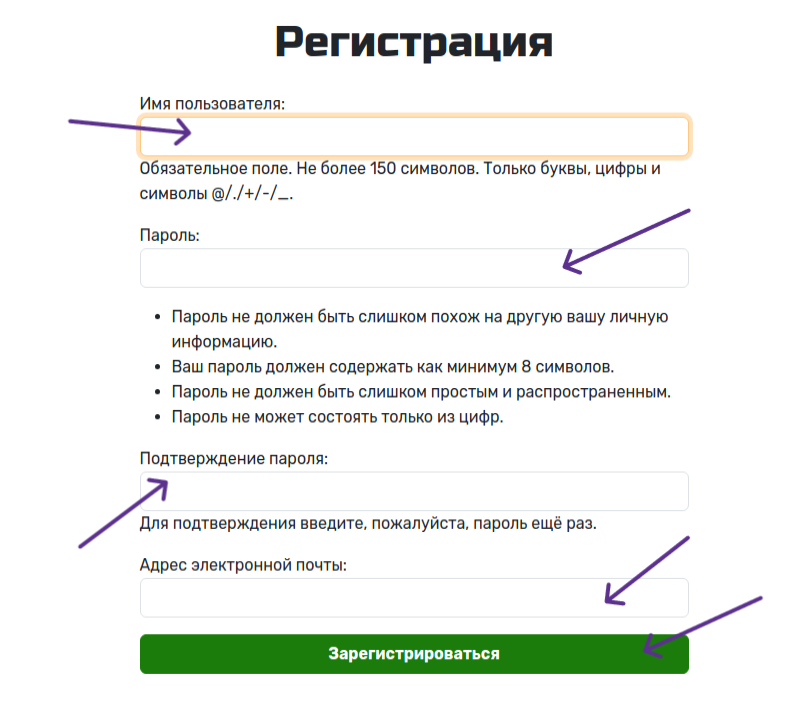 Регистрация
Имя пользователя:
Обязательное поле. Не более 150 символов. Только буквы, цифры и
символы @/./+/-/_.
Пароль:
• Пароль не должен быть слишком похож на другую вашу личную
информацию.
• Ваш пароль должен содержать как минимум 8 символов.
• Пароль не должен быть слишком простым и распространенным.
• Пароль не может состоять только из цифр.
Подтверждение пароля:
Для подтверждения введите, пожалуйста, пароль ещё раз.
Адрес электронной почты:
Зарегистрироваться